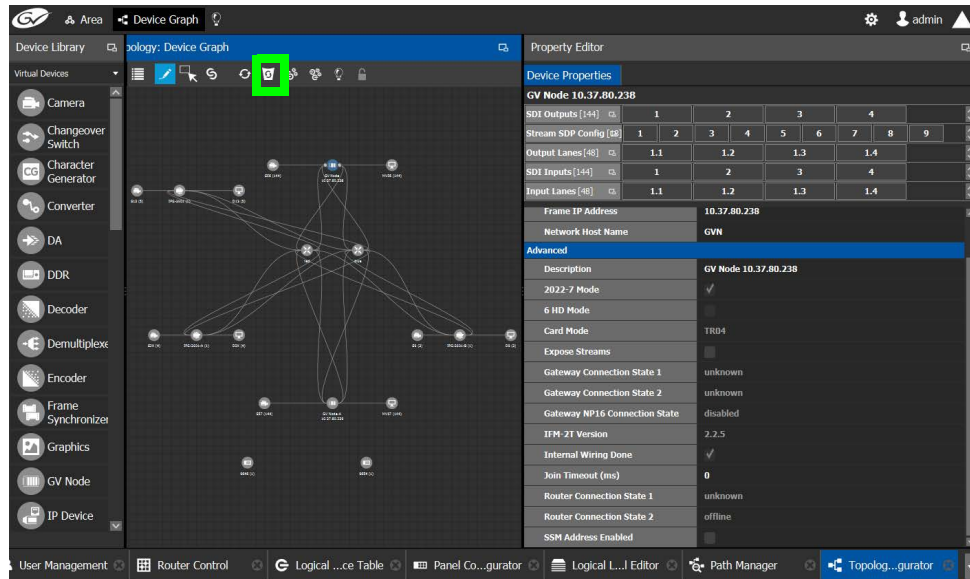 GV
Area
Device Graph
admin
Device Library
pology: Device Graph
Property Editor
Virtual Devices
Camera
Changeover
Switch
CG
Character
Generator
Converter
DA
DDR
Decoder
Demultiplexe
Encoder
Frame
Synchronizer
Graphics
GV Node
IP Device
Device Properties
GV Node 10.37.80.238
SDI Outputs [144] 1 2 3 4
Stream SDP Config 1 2 3 4 5 6 7 8 9
Output Lanes [48] 1.1 1.2 1.3 1.4
SDI Inputs [144] 1 2 3 4
Input Lanes [48] 1.1 1.2 1.3 1.4
Frame IP Address 10.37.80.238
Network Host Name GVN
Advanced
Description GV Node 10.37.80.238
2022-7 Mode
6 HD Mode
Card Mode TR04
Expose Streams
Gateway Connection State 1 unknown
Gateway Connection State 2 unknown
Gateway NP16 Connection State disabled
IFM-2T Version 2.2.5
Internal Wiring Done
Join Timeout (ms) 0
Router Connection State 1 unknown
Router Connection State 2 offline
SSM Address Enabled
User Management
Router Control
Logical ...ce Table
Panel Co...gurator
Logical L...l Editor
Path Manager
Topolog...gurator